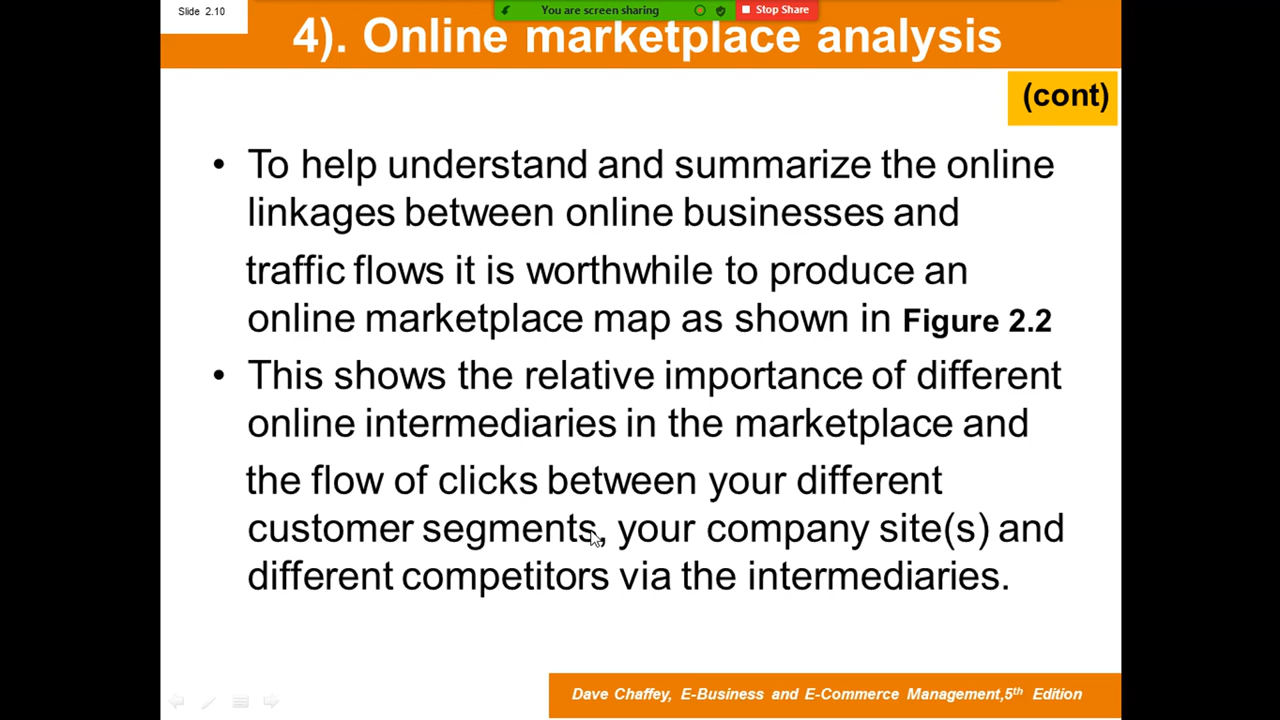 Slide 2.10
You are screen sharing
Stop Share
4). Online marketplace analysis
(cont)
• To help understand and summarize the online
linkages between online businesses and
traffic flows it is worthwhile to produce an
online marketplace map as shown in Figure 2.2
• This shows the relative importance of different
online intermediaries in the marketplace and
the flow of clicks between your different
customer segments, your company site(s) and
different competitors via the intermediaries.
Dave Chaffey, E-Business and E-Commerce Management,5th Edition